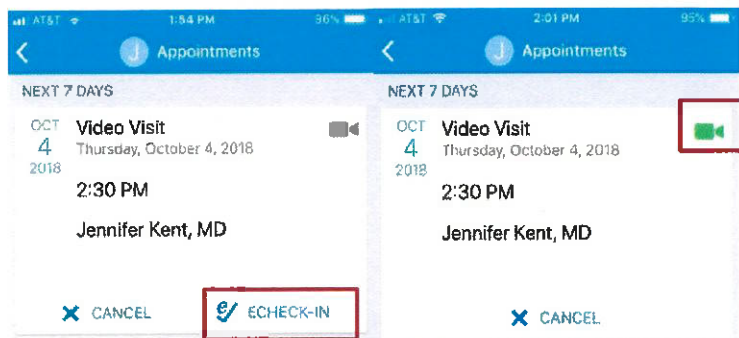 AT&T 1:54 PM 96%
J Appointments
NEXT 7 DAYS
OCT 4 2018
Video Visit
Thursday, October 4, 2018
2:30 PM
Jennifer Kent, MD
CANCEL ECHECK-IN
AT&T 2:01 PM 95%
J Appointments
NEXT 7 DAYS
OCT 4 2018
Video Visit
Thursday, October 4, 2018
2:30 PM
Jennifer Kent, MD
CANCEL